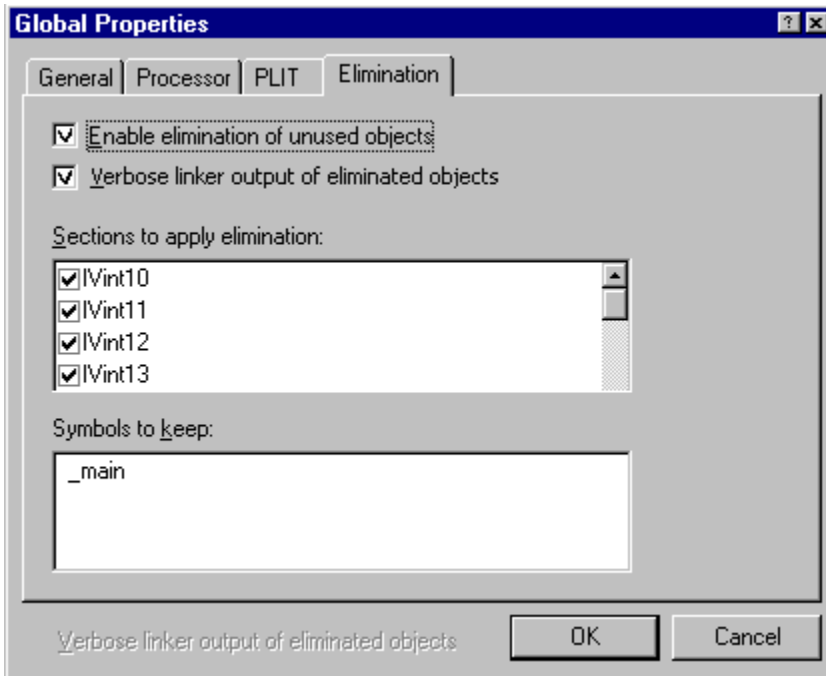 Global Properties
General Processor PLIT Elimination
Enable elimination of unused objects
Verbose linker output of eliminated objects
Sections to apply elimination:
IVint10
IVint11
IVint12
IVint13
Symbols to keep:
_main
Verbose linker output of eliminated objects OK Cancel